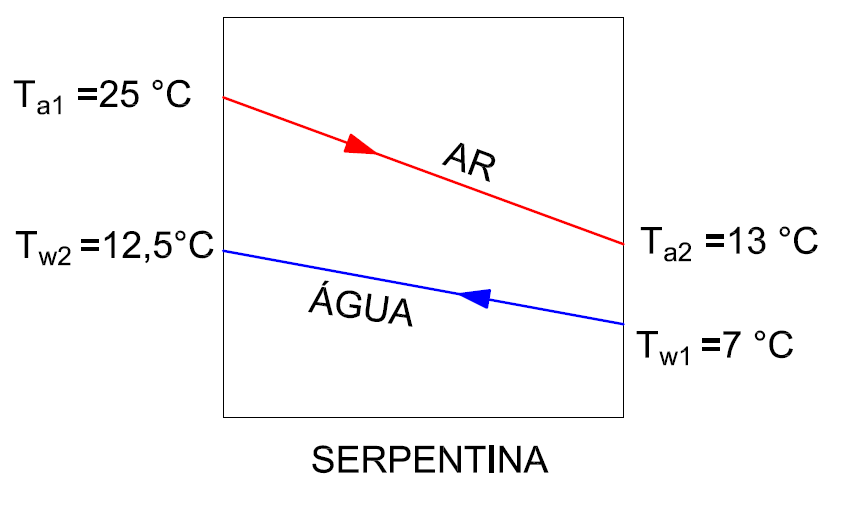 Ta1 =25 °C
AR
Tw2 =12,5°C
Ta2 =13 °C
ÁGUA
Tw1 =7 °C
SERPENTINA